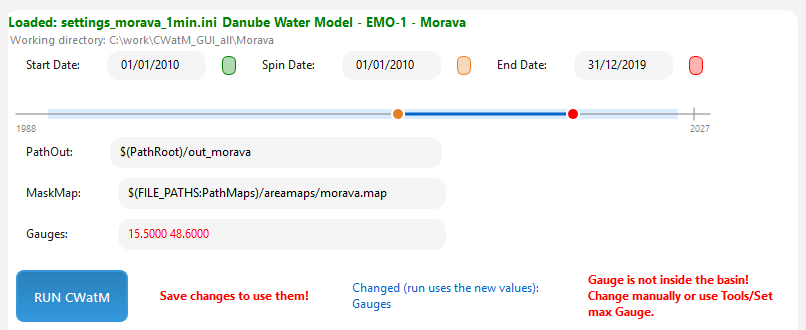 Loaded: settings_morava_1min.ini Danube Water Model - EMO-1 - Morava
Working directory: C:\work\CWatM_GUI_all\Morava
Start Date: 01/01/2010 Spin Date: 01/01/2010 End Date: 31/12/2019
1988 2027
PathOut: $(PathRoot)/out_morava
MaskMap: $(FILE_PATHS:PathMaps)/areamaps/morava.map
Gauges: 15.5000 48.6000
RUN CWatM
Save changes to use them!
Changed (run uses the new values):
Gauges
Gauge is not inside the basin!
Change manually or use Tools/Set
max Gauge.